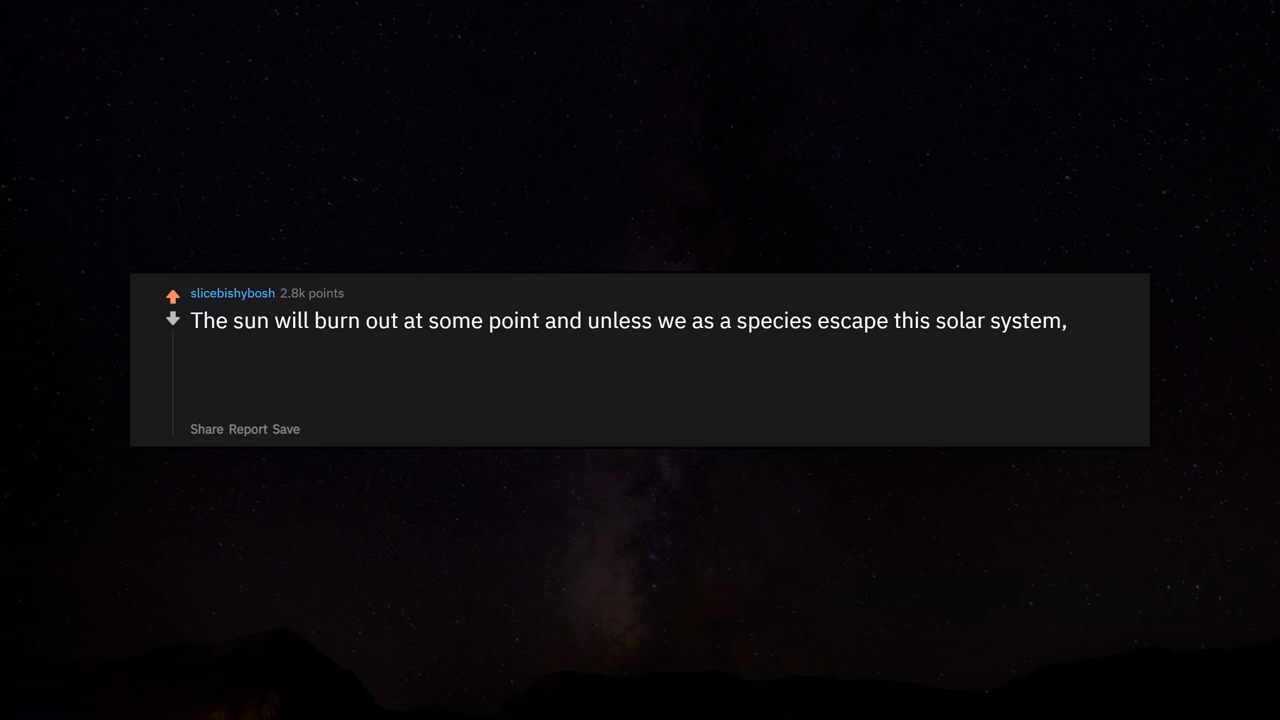 slicebishybosh 2.8k points
The sun will burn out at some point and unless we as a species escape this solar system,
Share Report Save